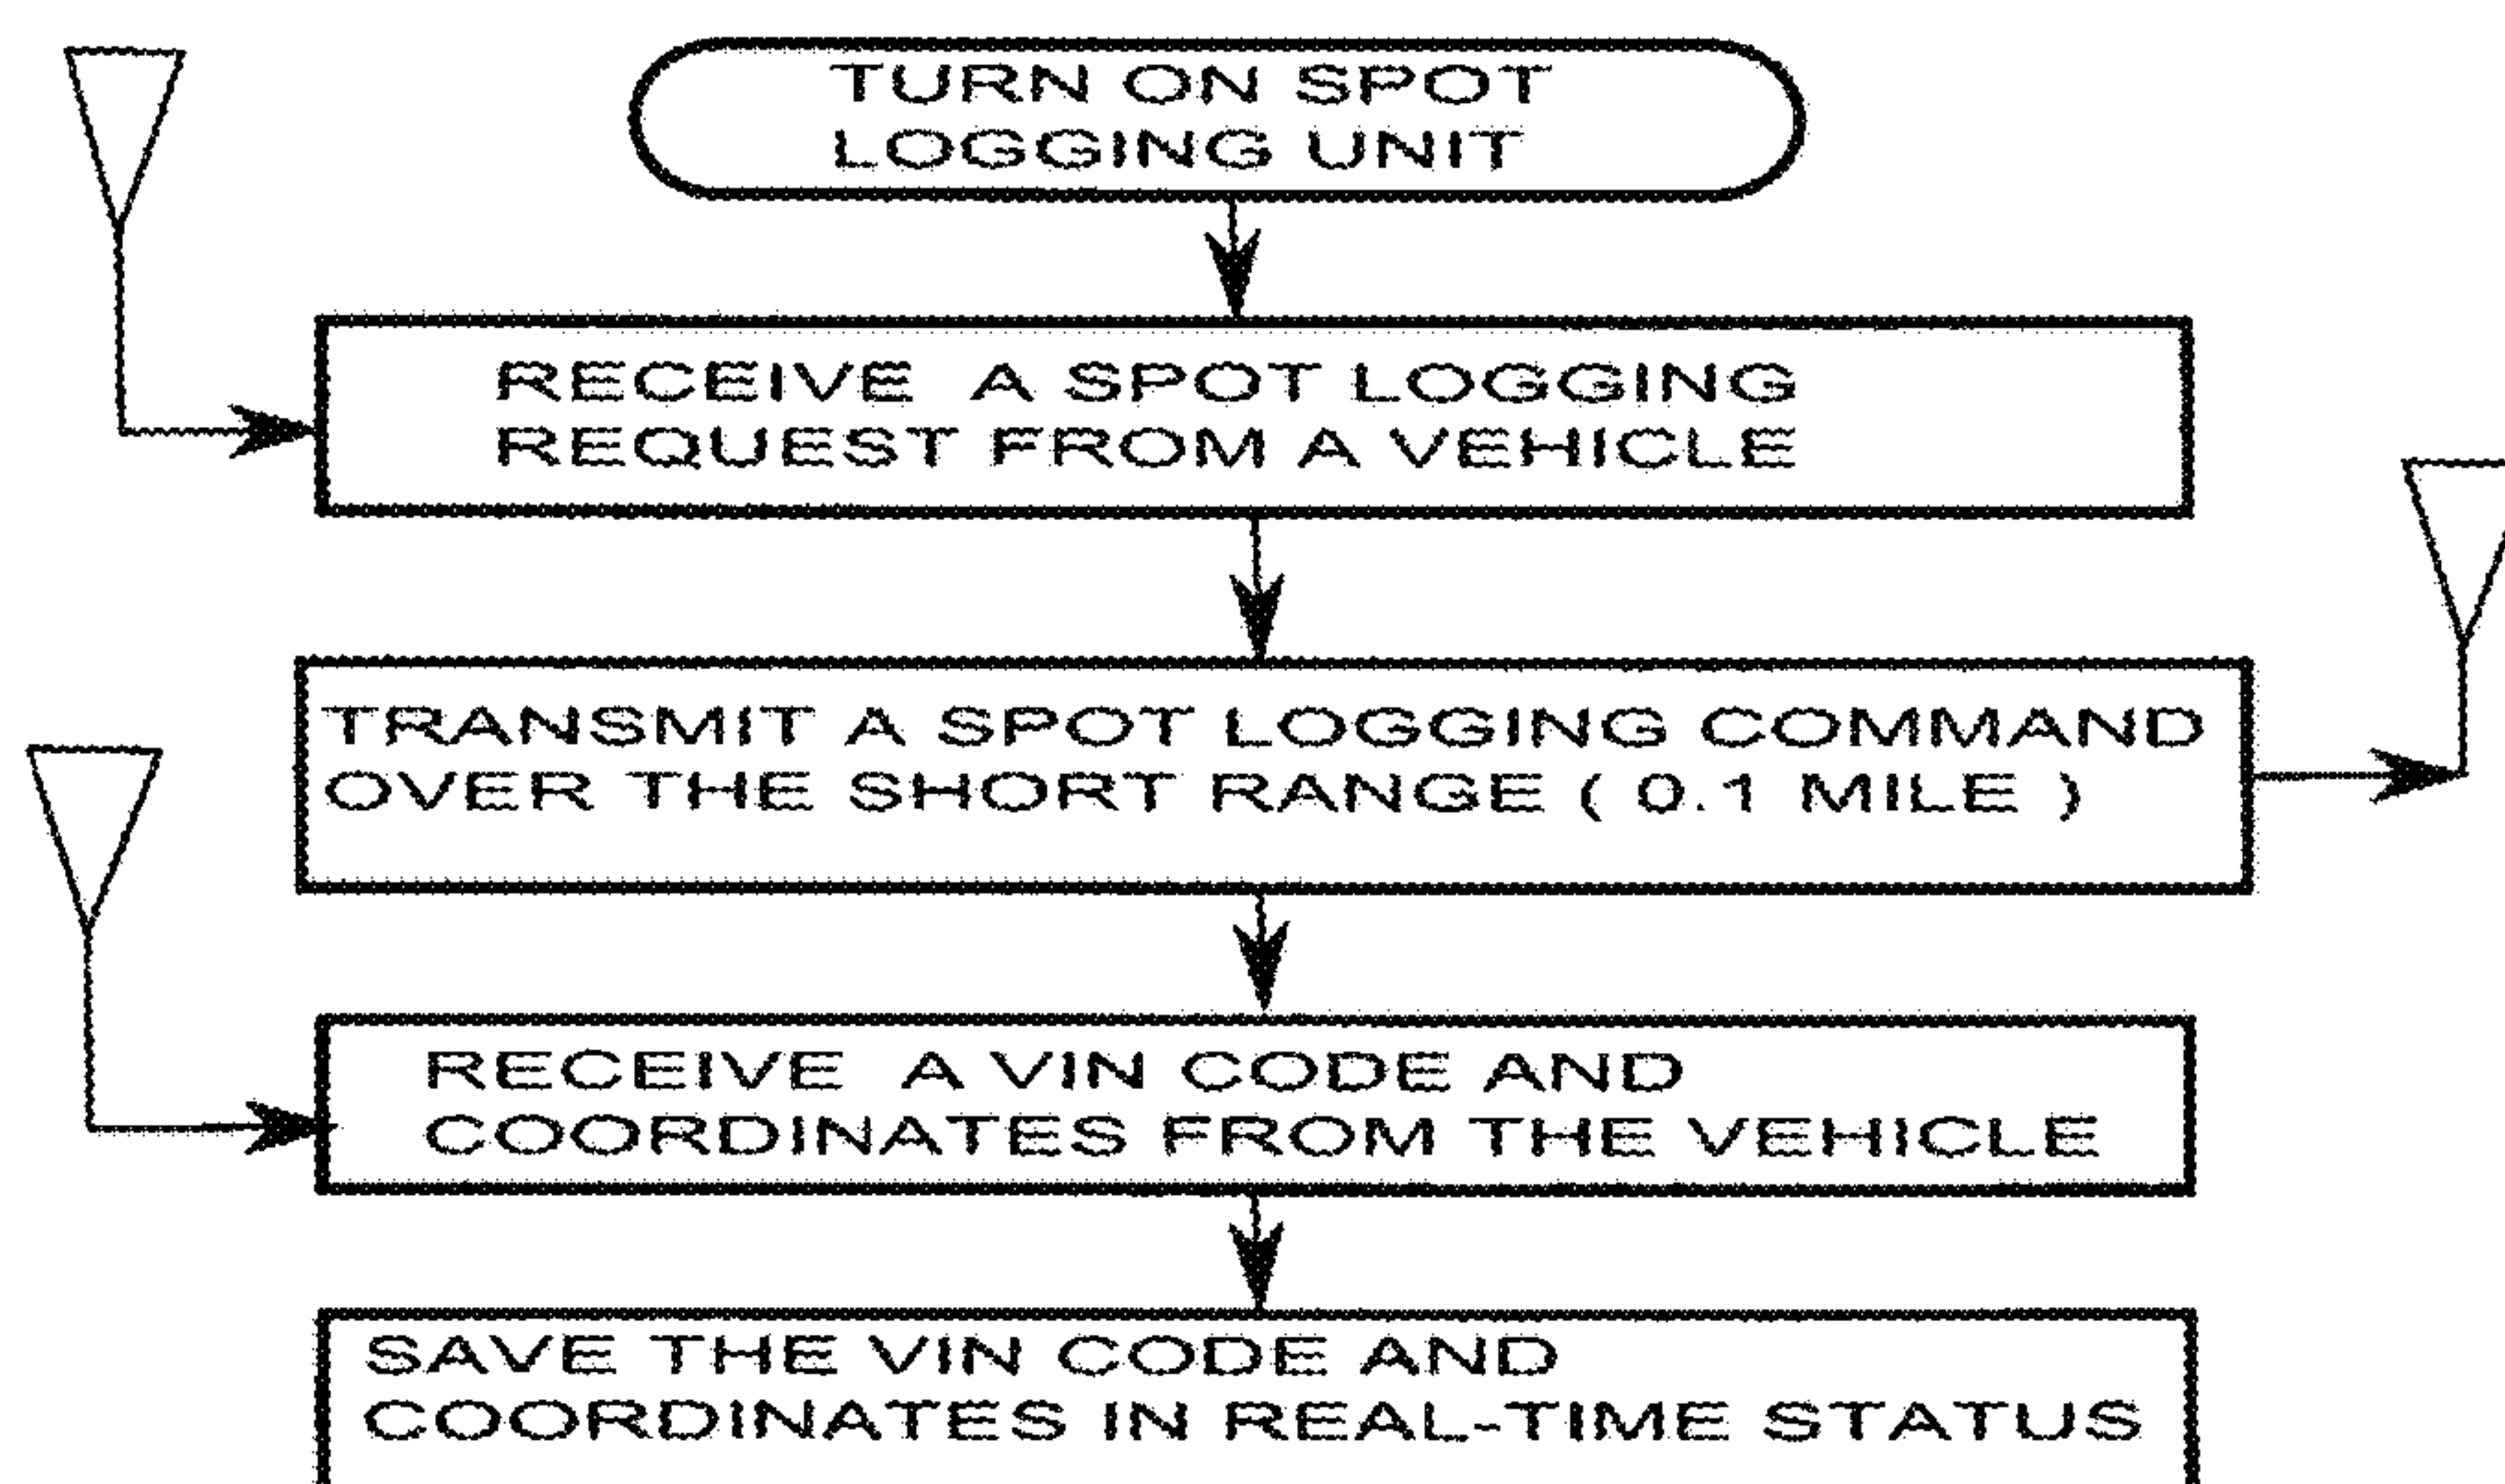 TURN ON SPOT
LOGGING UNIT
RECEIVE A SPOT LOGGING
REQUEST FROM A VEHICLE
TRANSMIT A SPOT LOGGING COMMAND
OVER THE SHORT RANGE ( 0.1 MILE )
RECEIVE A VIN CODE AND
COORDINATES FROM THE VEHICLE
SAVE THE VIN CODE AND
COORDINATES IN REAL-TIME STATUS